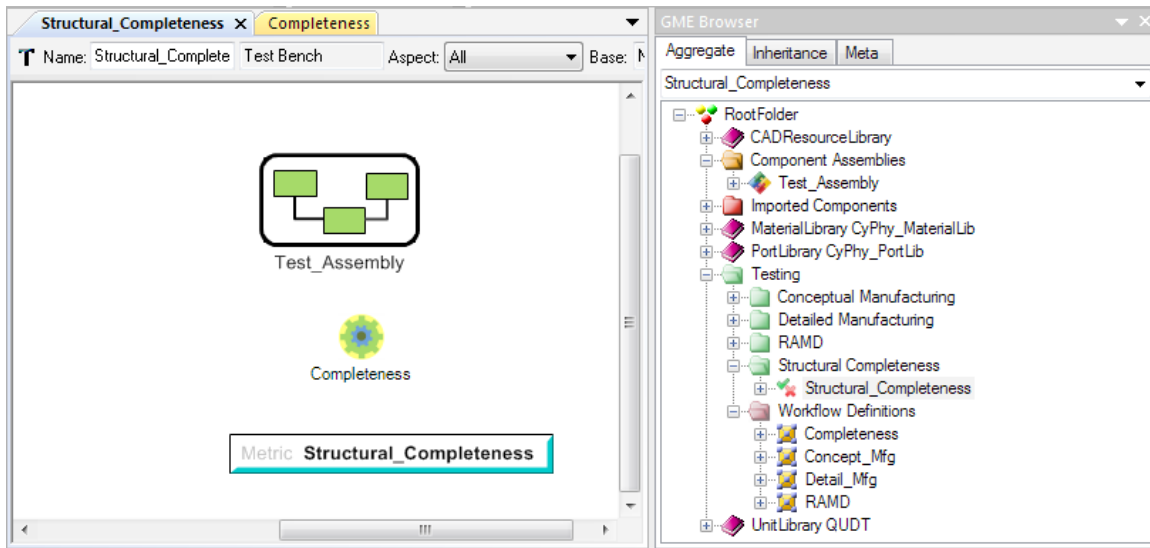 Structural_Completeness X Completeness
Name: Structural_Complete Test Bench Aspect: All Base:
Test_Assembly
Completeness
Metric Structural_Completeness
GME Browser
Aggregate Inheritance Meta
Structural_Completeness
RootFolder
CADResourceLibrary
Component Assemblies
Test_Assembly
Imported Components
MaterialLibrary CyPhy_MaterialLib
PortLibrary CyPhy_PortLib
Testing
Conceptual Manufacturing
Detailed Manufacturing
RAMD
Structural Completeness
Structural_Completeness
Workflow Definitions
Completeness
Concept_Mfg
Detail_Mfg
RAMD
UnitLibrary QUDT